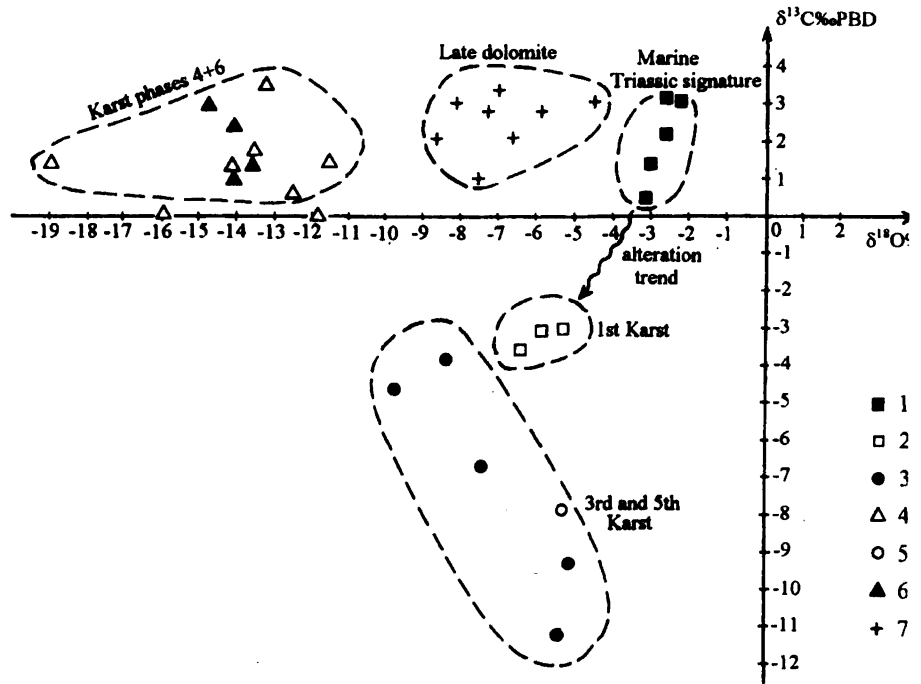 δ¹³C‰PBD
Late dolomite
Marine
Triassic signature
Karst phases 4+6
4
3
2
1
-19 -18 -17 -16 -15 -14 -13 -12 -11 -10 -9 -8 -7 -6 -5 -4 -3 -2 -1 0 1 2
δ¹⁸O
-1
alteration
trend
-2
-3
1st Karst
-4
-5
-6
-7
3rd and 5th
Karst
-8
-9
-10
-11
-12
1
2
3
4
5
6
7